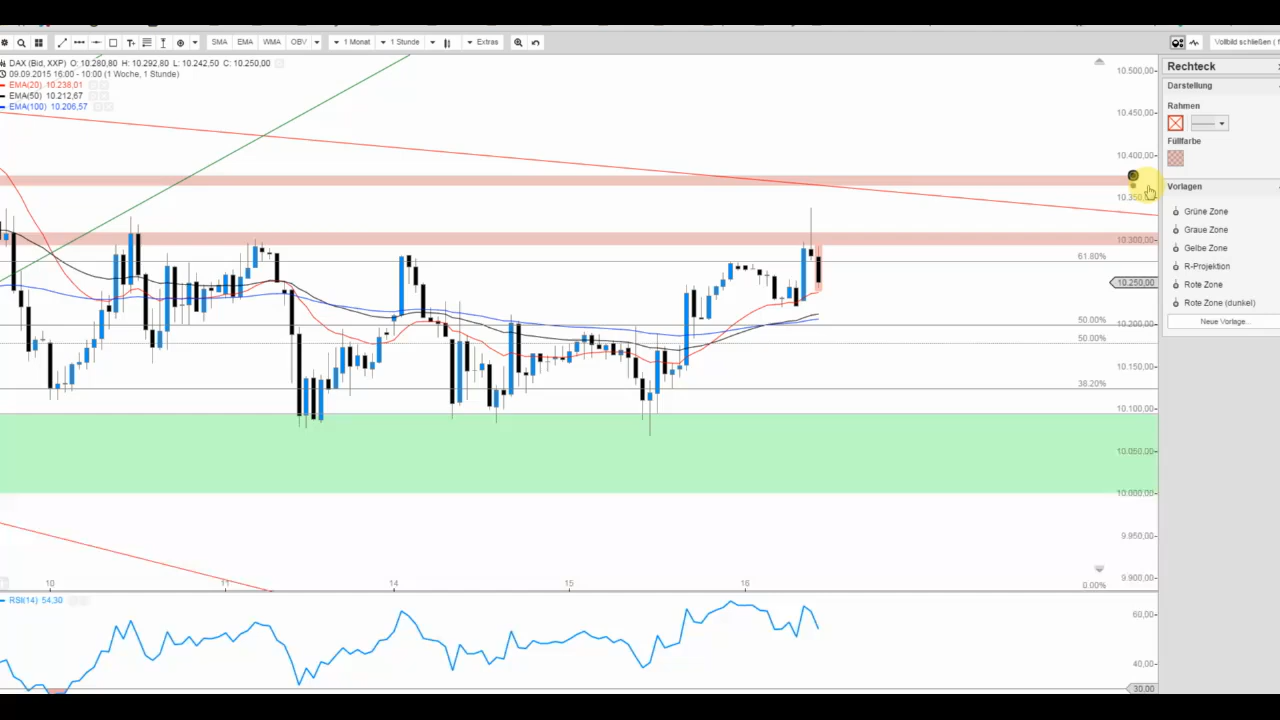 SMA EMA WMA OBV 1 Monat 1 Stunde Extras Vollbild schließen ( f
DAX (Bid, XXP) O: 10.280,80 H: 10.292,80 L: 10.242,50 C: 10.250,00
09.09.2015 16:00 - 10:00 (1 Woche, 1 Stunde)
EMA(20) 10.238,01
EMA(50) 10.212,67
EMA(100) 10.206,57
10.500,00
10.450,00
10.400,00
10.350,00
10.300,00
61.80%
10.250,00
50.00%
10.200,00
50.00%
10.150,00
38.20%
10.100,00
10.050,00
10.000,00
9.950,00
9.900,00
0.00%
10 11 14 15 16
RSI(14) 54,30
60,00
40,00
30,00
Rechteck
Darstellung
Rahmen
Füllfarbe
Vorlagen
Grüne Zone
Graue Zone
Gelbe Zone
R-Projektion
Rote Zone
Rote Zone (dunkel)
Neue Vorlage...